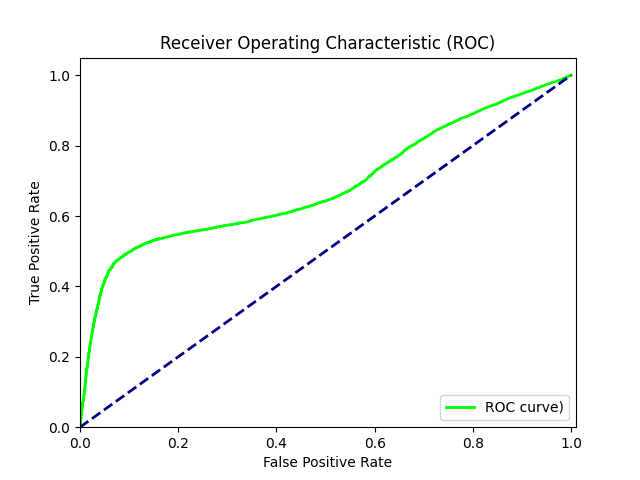 Receiver Operating Characteristic (ROC)
True Positive Rate
1.0
0.8
0.6
0.4
0.2
0.0
ROC curve)
0.0 0.2 0.4 0.6 0.8 1.0
False Positive Rate